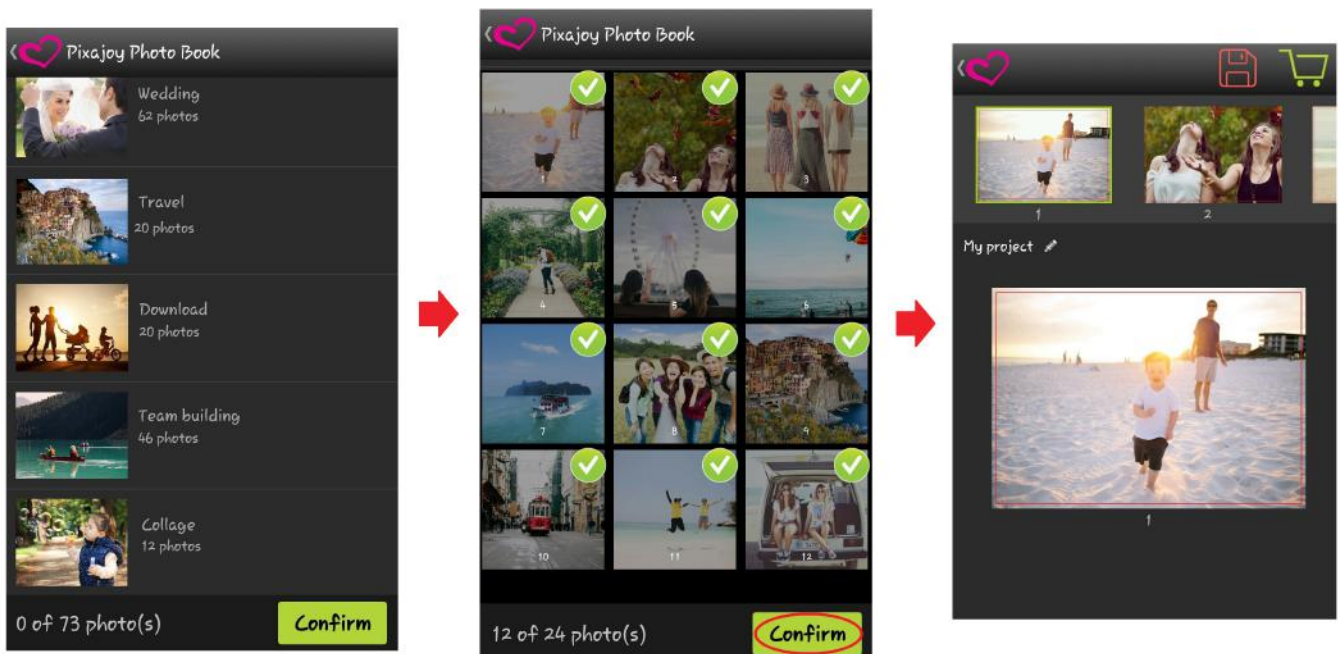 Pixajoy Photo Book
Wedding
62 photos
Travel
20 photos
Download
20 photos
Team building
46 photos
Collage
12 photos
0 of 73 photo(s)
Confirm
Pixajoy Photo Book
1
2
3
4
5
6
7
8
9
10
11
12
12 of 24 photo(s)
Confirm
1
2
My project
1